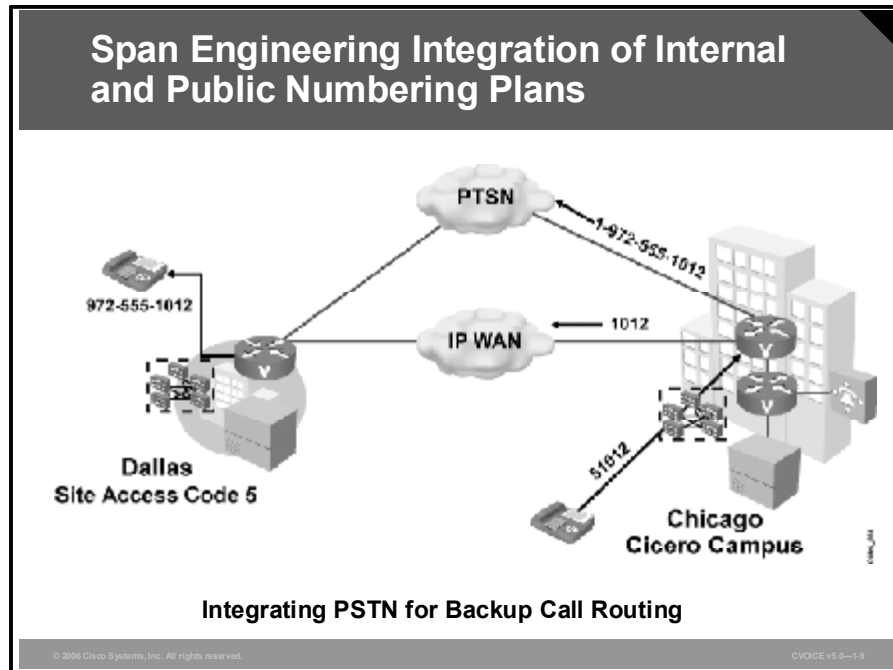 Span Engineering Integration of Internal
and Public Numbering Plans
PTSN
1-972-555-1012
972-555-1012
1012
IP WAN
V
V
V
51012
Dallas
Site Access Code 5
Chicago
Cicero Campus
Integrating PSTN for Backup Call Routing
© 2006 Cisco Systems, Inc. All rights reserved.
CVOICE v5.0—1-9